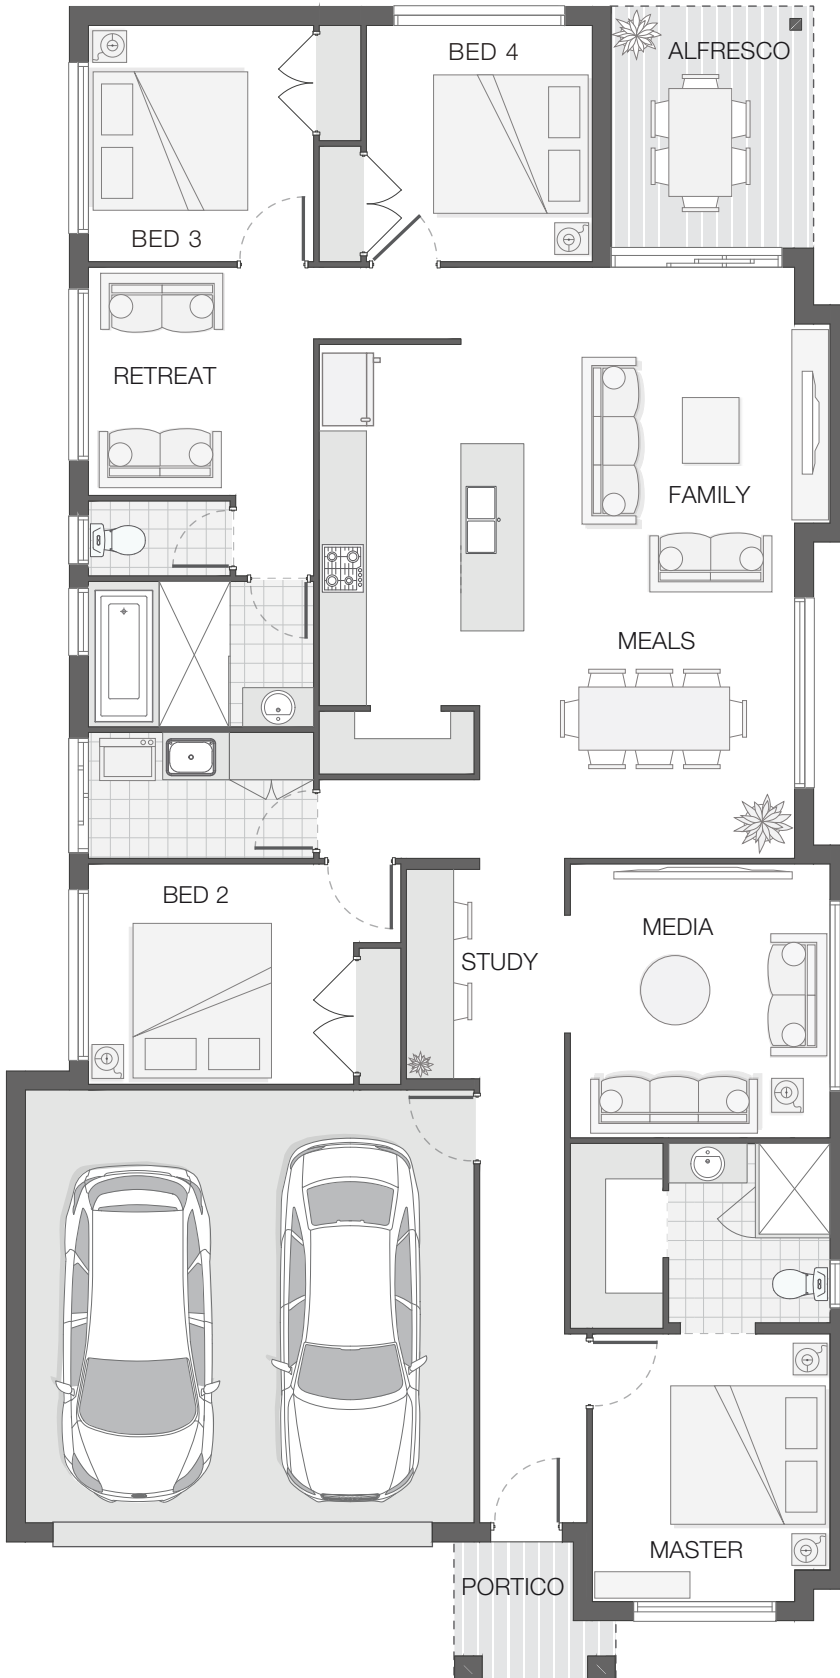 BED 4
ALFRESCO
BED 3
RETREAT
FAMILY
MEALS
BED 2
MEDIA
STUDY
MASTER
PORTICO